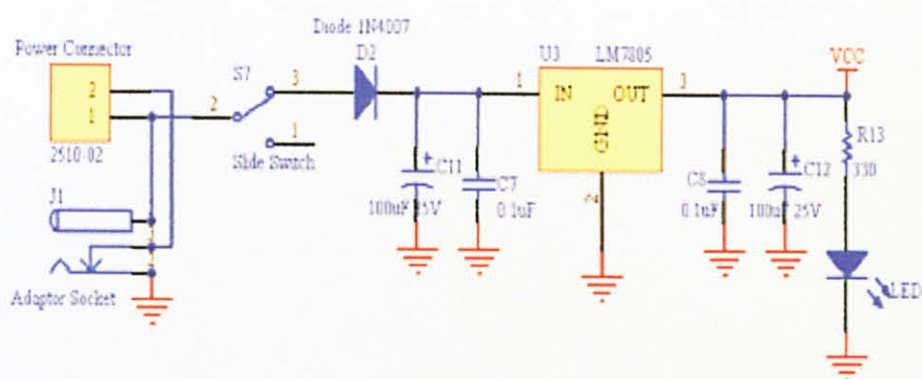 Diode 1N4007
D2
Power Connector
2
1
2510-02
S7
2
3
1
Slide Switch
J1
Adaptor Socket
C11
100uF 25V
C7
0.1uF
U3
LM7805
1
IN
OUT
GND
3
2
C8
0.1uF
C12
100uF 25V
VCC
R13
330
LED